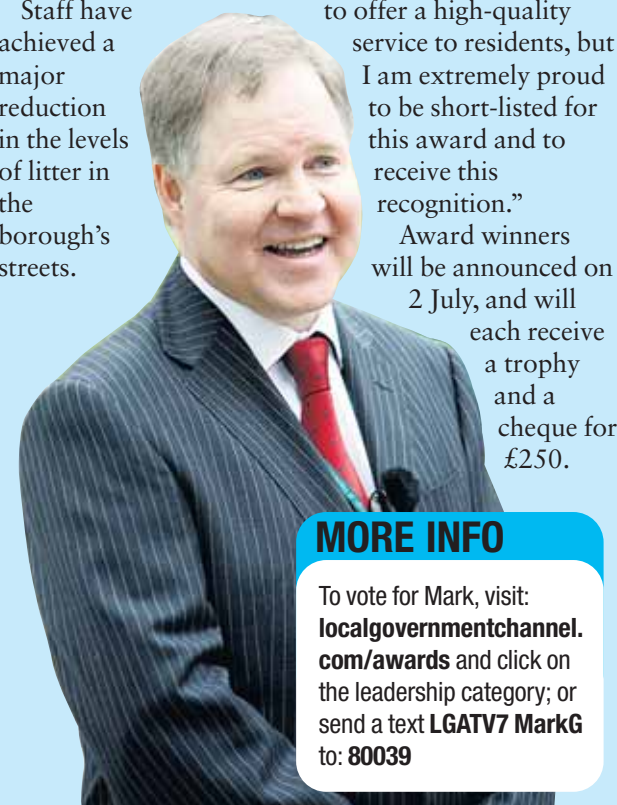 Staff have
achieved a
major
reduction
in the levels
of litter in
the
borough's
streets.
to offer a high-quality
service to residents, but
I am extremely proud
to be short-listed for
this award and to
receive this
recognition."
Award winners
will be announced on
2 July, and will
each receive
a trophy
and a
cheque for
£250.
MORE INFO
To vote for Mark, visit:
localgovernmentchannel.
com/awards and click on
the leadership category; or
send a text LGATV7 MarkG
to: 80039